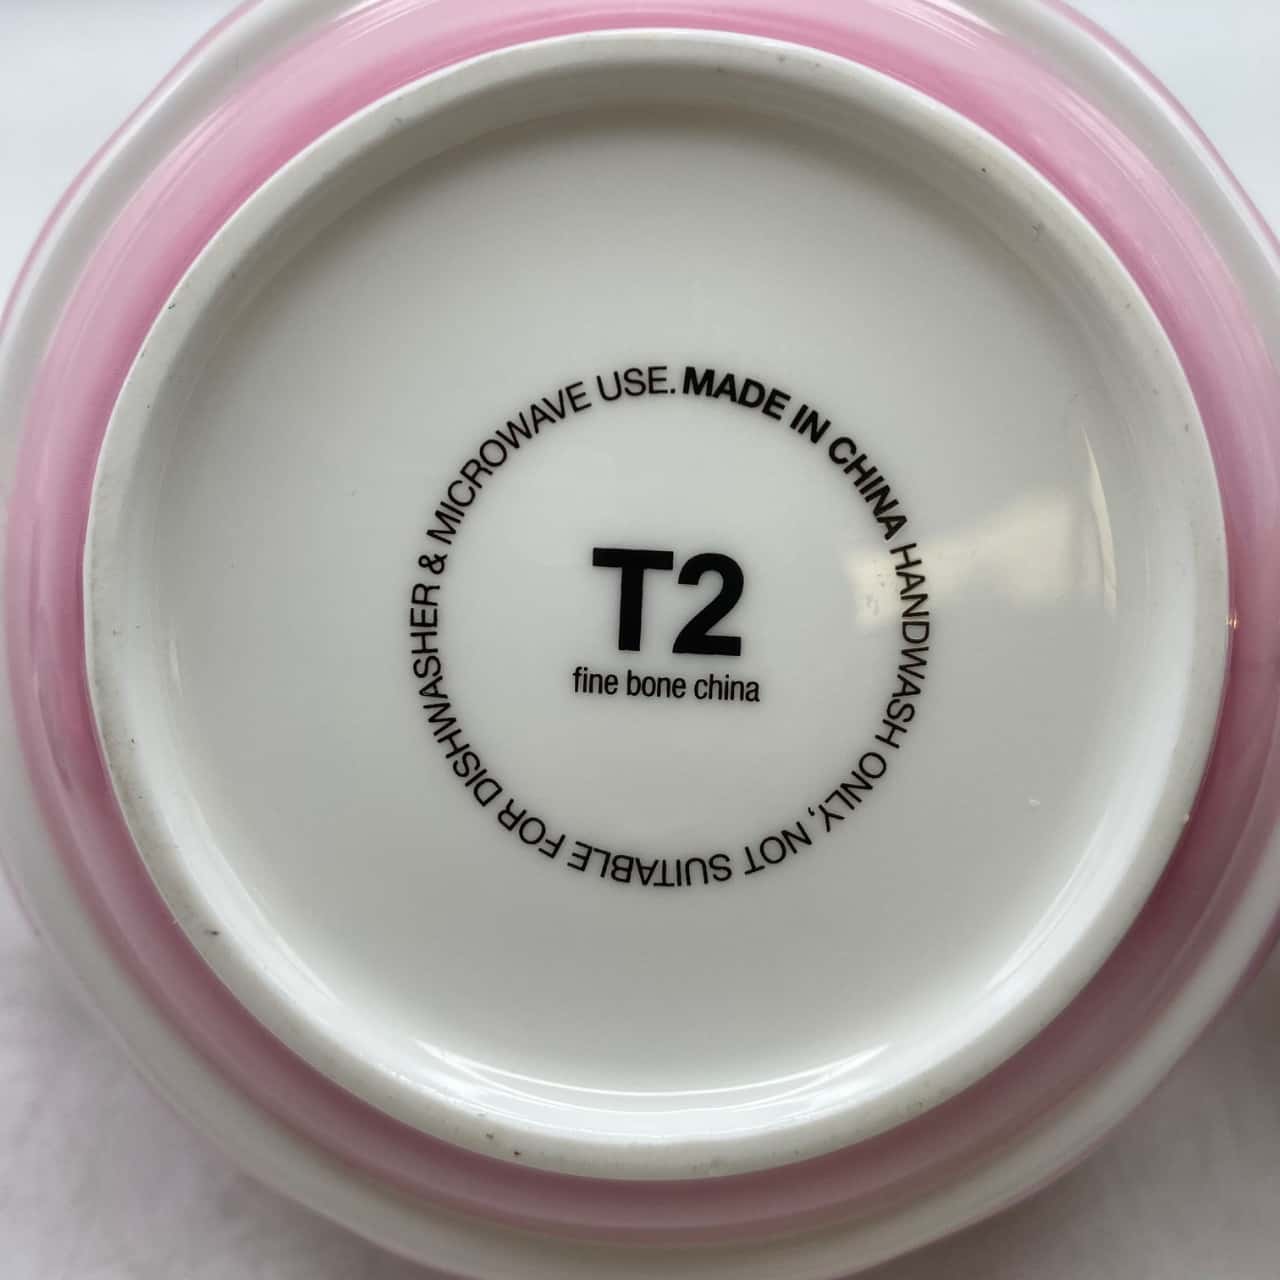 T2
fine bone china
MADE IN CHINA HANDWASH ONLY, NOT SUITABLE FOR DISHWASHER & MICROWAVE USE.